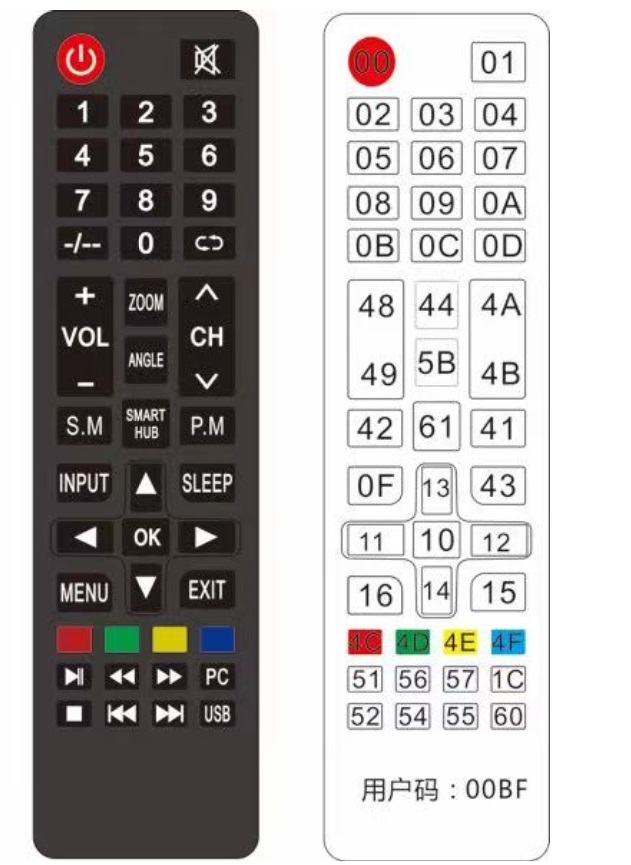 1 2 3
4 5 6
7 8 9
-/-- 0
+ ZOOM
VOL CH
ANGLE
–
S.M SMART HUB P.M
INPUT SLEEP
OK
MENU EXIT
PC
USB
00 01
02 03 04
05 06 07
08 09 0A
0B 0C 0D
48 44 4A
5B
49 4B
42 61 41
0F 13 43
11 10 12
16 14 15
4C 4D 4E 4F
51 56 57 1C
52 54 55 60
用户码：00BF